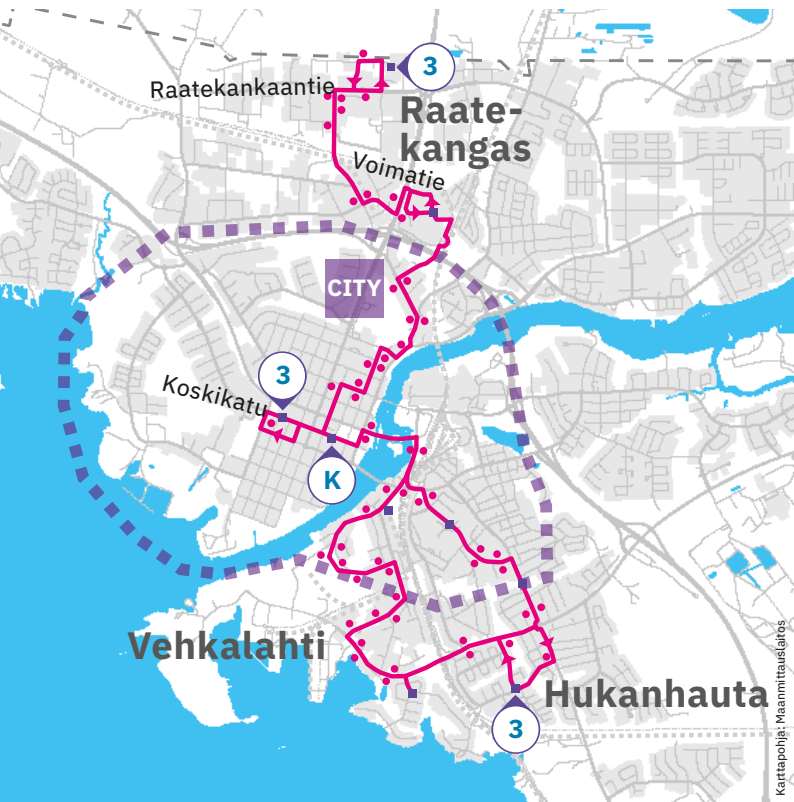 3
Raatekankaantie
Raate-
kangas
Voimatie
CITY
3
Koskikatu
K
Vehkalahti
Hukanhauta
3
Karttapohja: Maanmittauslaitos